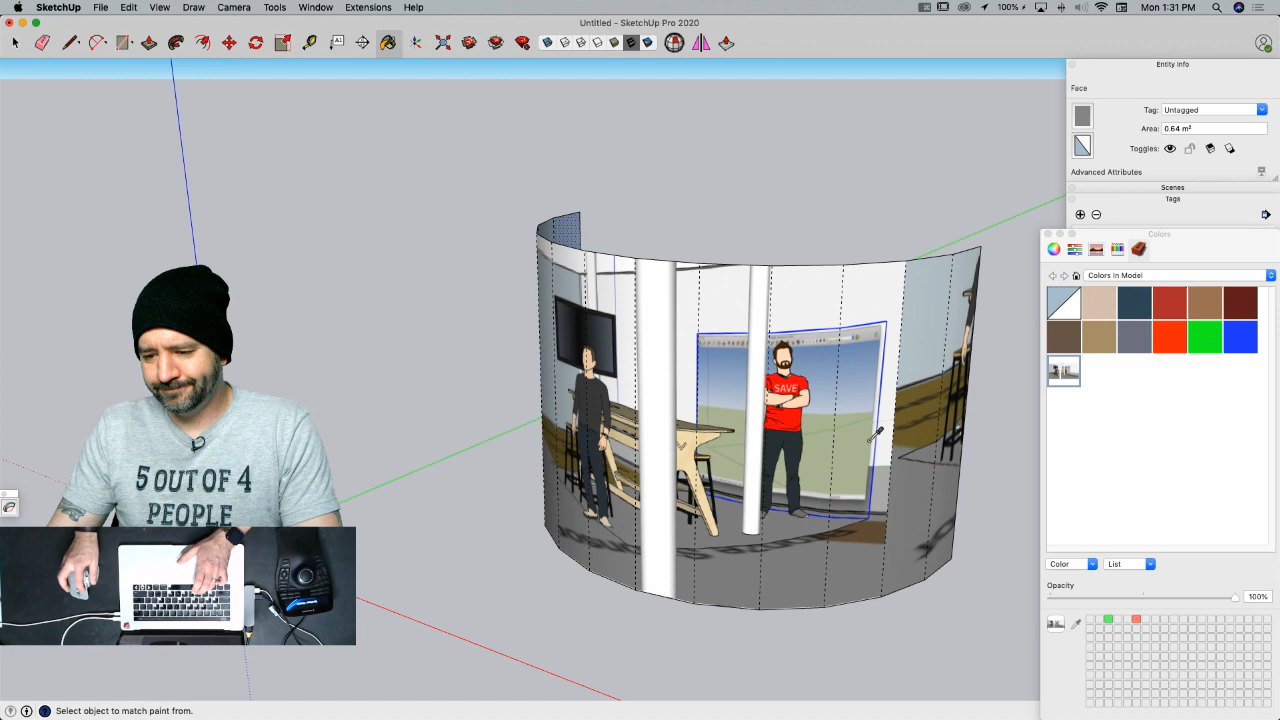 SketchUp File Edit View Draw Camera Tools Window Extensions Help 100% Mon 1:31 PM
Untitled - SketchUp Pro 2020
Entity Info
Face
Tag: Untagged
Area: 0.64 m²
Toggles:
Advanced Attributes
Scenes
Tags
Colors
Colors In Model
SAVE
5 OUT OF 4
PEOPLE
Color List
Opacity
100%
Select object to match paint from.